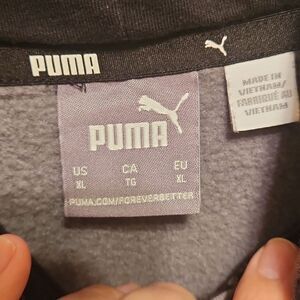 PUMA
MADE IN
VIETNAM/
FABRIQUÉ AU
VIETNAM
PUMA
US CA EU
XL TG XL
PUMA.COM/FOREVERBETTER